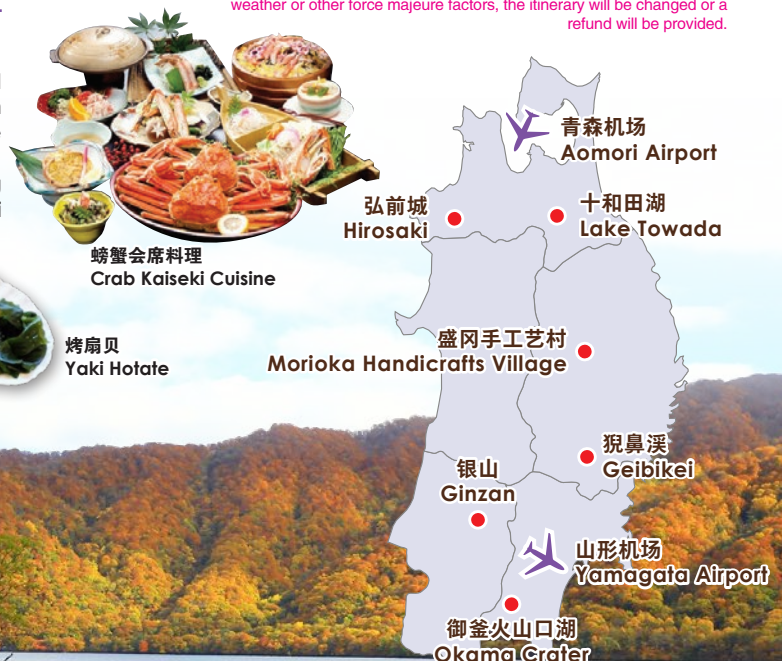 weather or other force majeure factors, the itinerary will be changed or a
refund will be provided.
青森机场
Aomori Airport
弘前城
Hirosaki
十和田湖
Lake Towada
螃蟹会席料理
Crab Kaiseki Cuisine
盛冈手工艺村
Morioka Handicrafts Village
烤扇贝
Yaki Hotate
猊鼻溪
Geibikei
银山
Ginzan
山形机场
Yamagata Airport
御釜火山口湖
Okama Crater